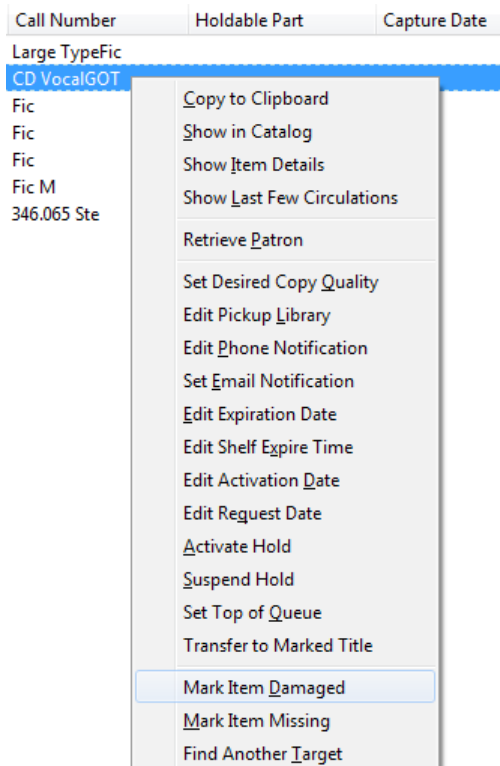 Call Number Holdable Part Capture Date
Large TypeFic
CD VocalGOT
Fic
Fic
Fic
Fic M
346.065 Ste
Copy to Clipboard
Show in Catalog
Show Item Details
Show Last Few Circulations
Retrieve Patron
Set Desired Copy Quality
Edit Pickup Library
Edit Phone Notification
Set Email Notification
Edit Expiration Date
Edit Shelf Expire Time
Edit Activation Date
Edit Request Date
Activate Hold
Suspend Hold
Set Top of Queue
Transfer to Marked Title
Mark Item Damaged
Mark Item Missing
Find Another Target